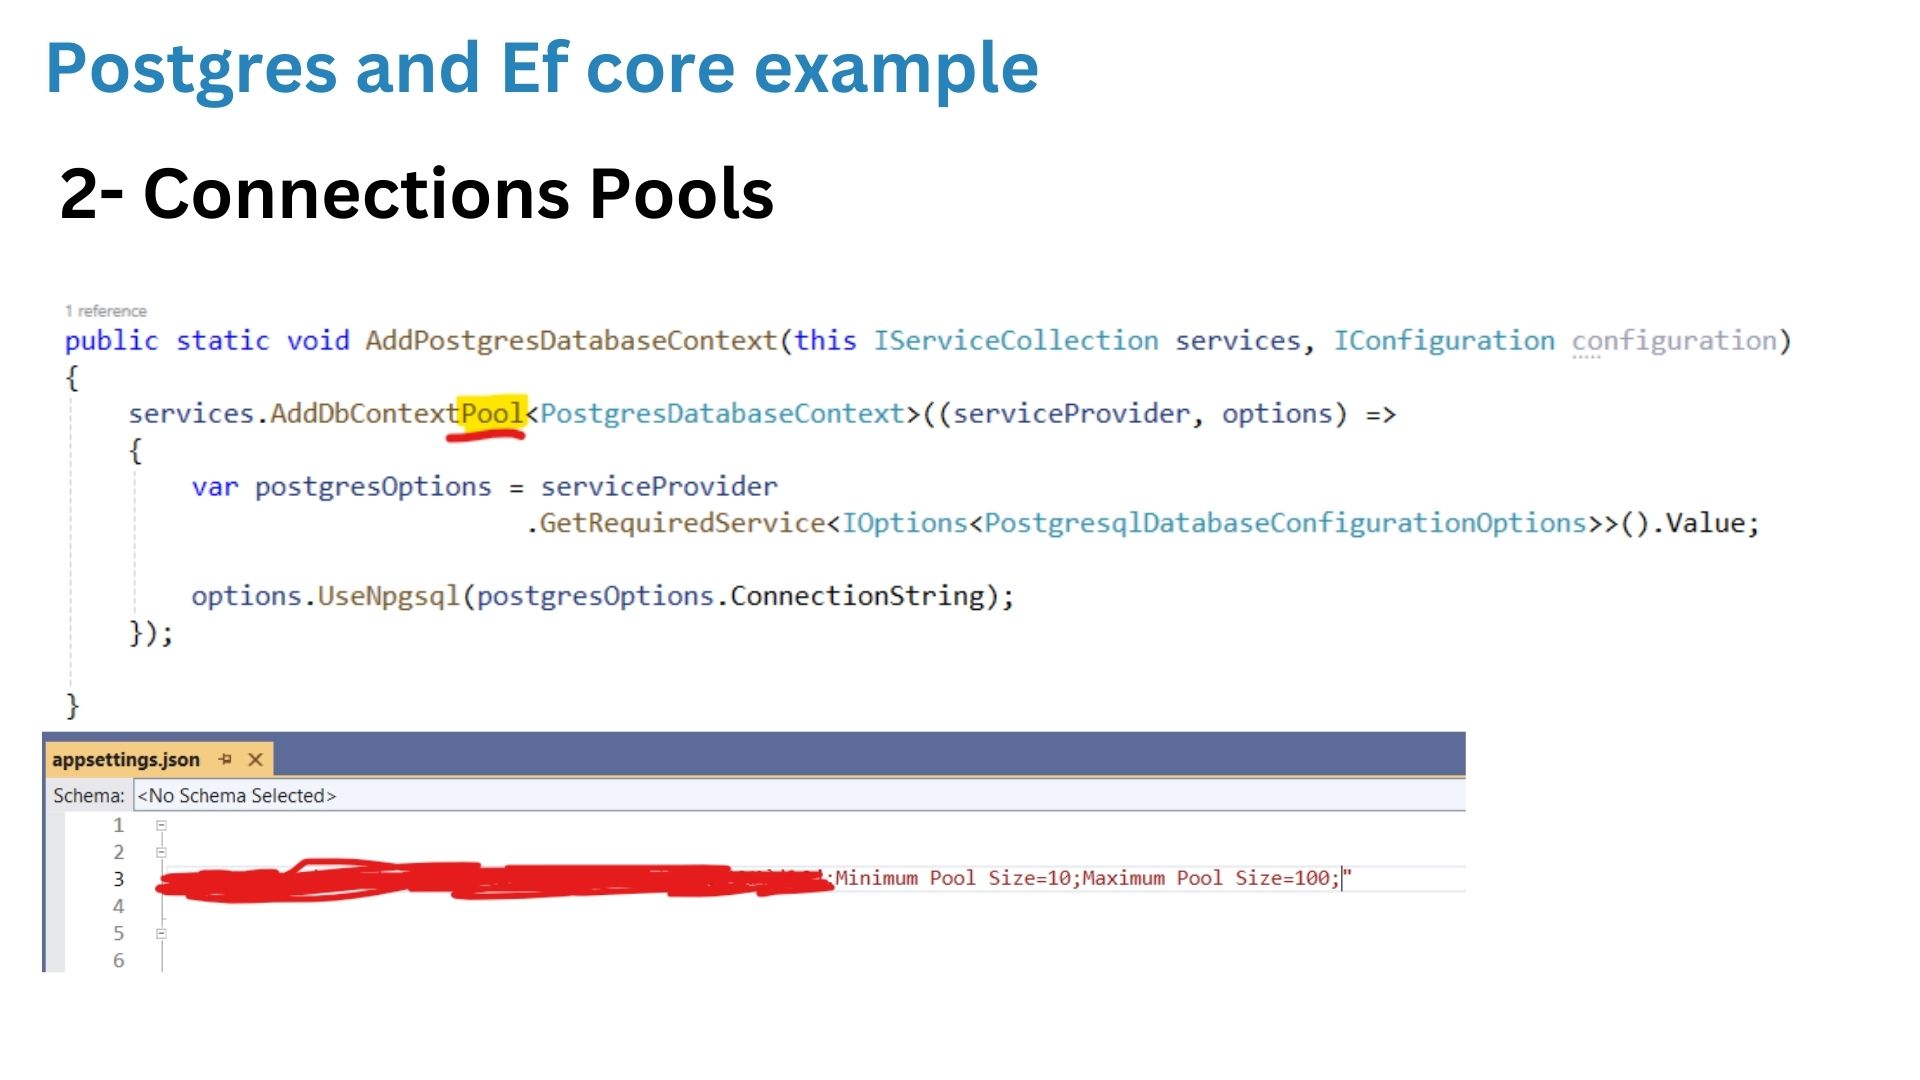 Postgres and Ef core example
2- Connections Pools
1 reference
public static void AddPostgresDatabaseContext(this IServiceCollection services, IConfiguration configuration)
{
services.AddDbContextPool<PostgresDatabaseContext>((serviceProvider, options) =>
{
var postgresOptions = serviceProvider
.GetRequiredService<IOptions<PostgresqlDatabaseConfigurationOptions>>().Value;
options.UseNpgsql(postgresOptions.ConnectionString);
});
}
appsettings.json
Schema: <No Schema Selected>
1
2
3 ;Minimum Pool Size=10;Maximum Pool Size=100;"
4
5
6